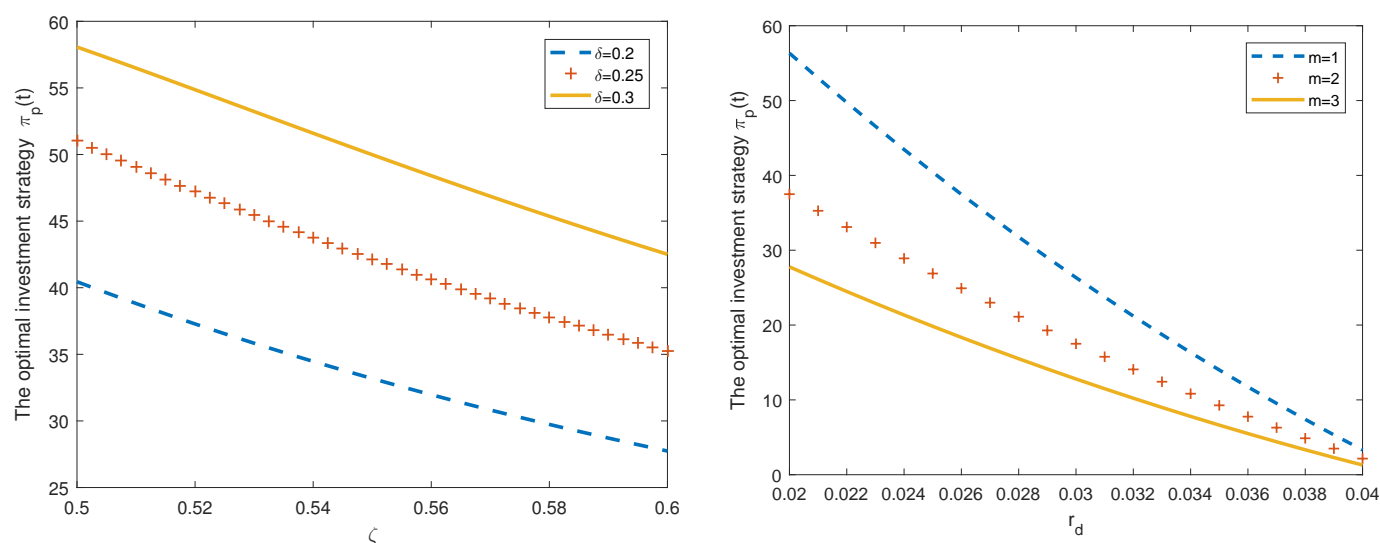 The optimal investment strategy π_p(t)
60
55
50
45
40
35
30
25
0.5 0.52 0.54 0.56 0.58 0.6
ζ
δ=0.2
δ=0.25
δ=0.3
The optimal investment strategy π_p(t)
60
50
40
30
20
10
0
0.02 0.022 0.024 0.026 0.028 0.03 0.032 0.034 0.036 0.038 0.04
r_d
m=1
m=2
m=3